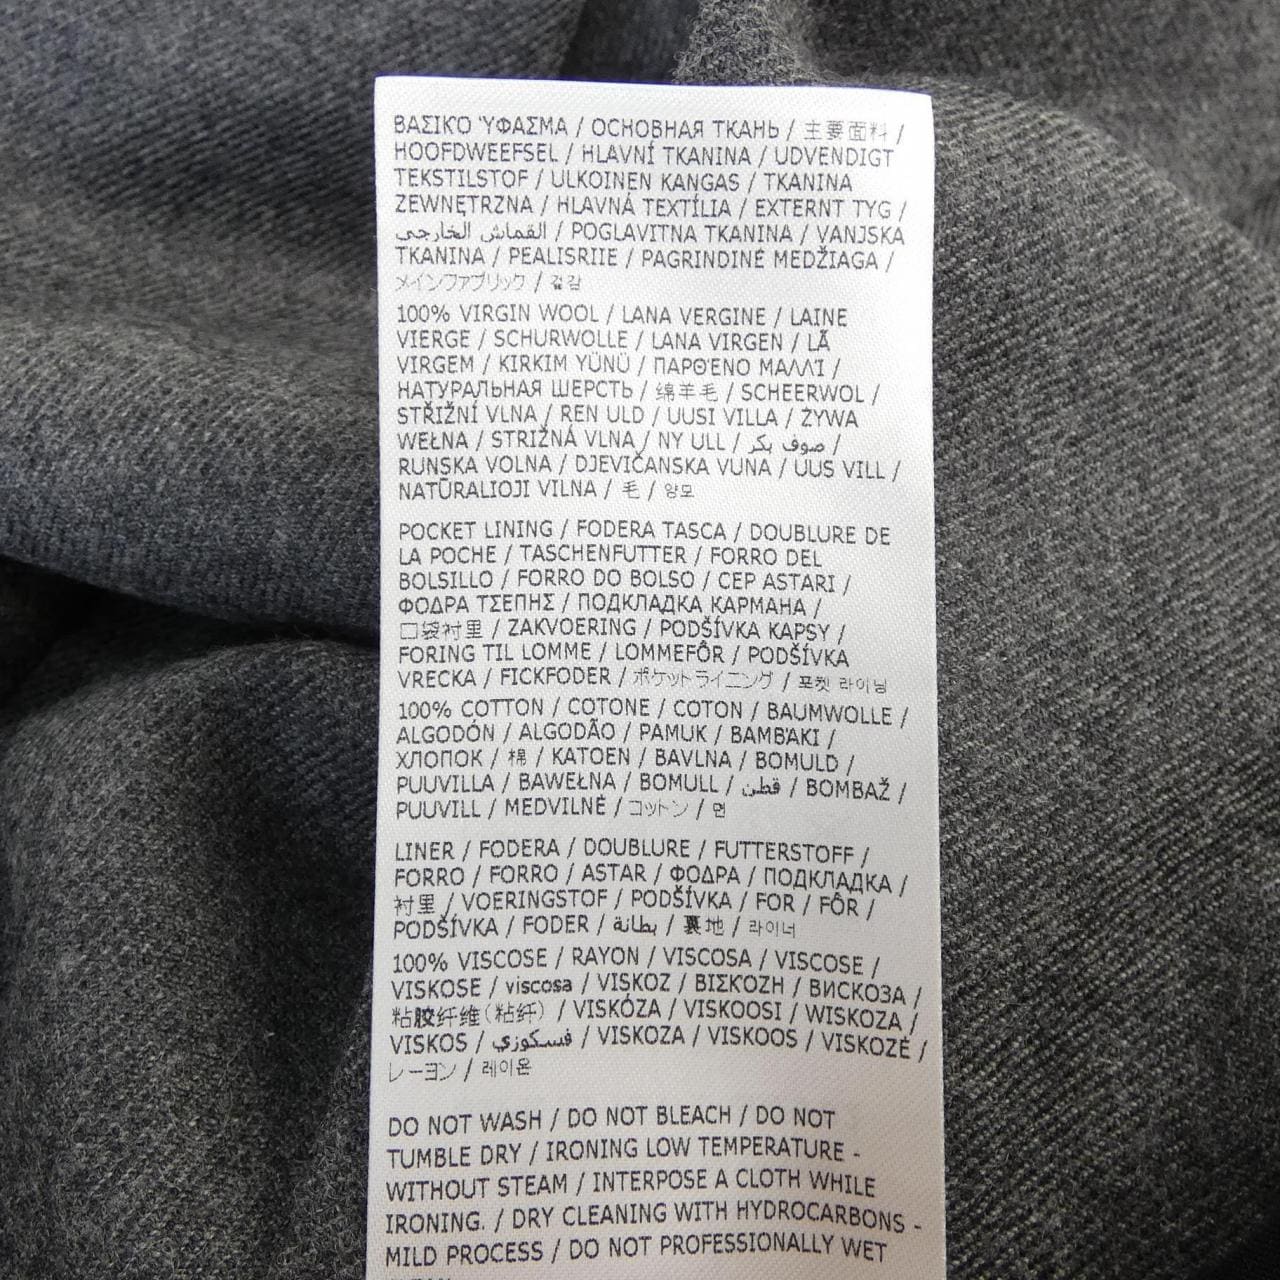 ΒΑΣΙΚΌ ΎΦΑΣΜΑ / ОСНОВНАЯ ТКАНЬ / 主要面料 /
HOOFDWEEFSEL / HLAVNÍ TKANINA / UDVENDIGT
TEKSTILSTOF / ULKOINEN KANGAS / TKANINA
ZEWNĘTRZNA / HLAVNÁ TEXTÍLIA / EXTERNT TYG /
القماش الخارجي / POGLAVITNA TKANINA / VANJSKA
TKANINA / PEALISRIIE / PAGRINDINĖ MEDŽIAGA /
メインファブリック / 겉감
100% VIRGIN WOOL / LANA VERGINE / LAINE
VIERGE / SCHURWOLLE / LANA VIRGEN / LÃ
VIRGEM / KIRKIM YÜNÜ / ΠΑΡΘΈΝΟ ΜΑΛΛΊ /
НАТУРАЛЬНАЯ ШЕРСТЬ / 绵羊毛 / SCHEERWOL /
STŘIŽNÍ VLNA / REN ULD / UUSI VILLA / ŻYWA
WEŁNA / STRIŽNÁ VLNA / NY ULL / صوف بكر /
RUNSKA VOLNA / DJEVIČANSKA VUNA / UUS VILL /
NATŪRALIOJI VILNA / 毛 / 양모
POCKET LINING / FODERA TASCA / DOUBLURE DE
LA POCHE / TASCHENFUTTER / FORRO DEL
BOLSILLO / FORRO DO BOLSO / CEP ASTARI /
ΦΟΔΡΑ ΤΣΕΠΗΣ / ПОДКЛАДКА КАРМАНА /
口袋衬里 / ZAKVOERING / PODŠÍVKA KAPSY /
FORING TIL LOMME / LOMMEFÔR / PODŠÍVKA
VRECKA / FICKFODER / ポケットライニング / 포켓 라이닝
100% COTTON / COTONE / COTON / BAUMWOLLE /
ALGODÓN / ALGODÃO / PAMUK / ΒΑΜΒΆΚΙ /
ХЛОПОК / 棉 / KATOEN / BAVLNA / BOMULD /
PUUVILLA / BAWEŁNA / BOMULL / قطن / BOMBAŽ /
PUUVILL / MEDVILNĖ / コットン / 면
LINER / FODERA / DOUBLURE / FUTTERSTOFF /
FORRO / FORRO / ASTAR / ΦΟΔΡΑ / ПОДКЛАДКА /
衬里 / VOERINGSTOF / PODŠÍVKA / FOR / FÔR /
PODŠÍVKA / FODER / بطانة / 裏地 / 라이너
100% VISCOSE / RAYON / VISCOSA / VISCOSE /
VISKOSE / viscosa / VISKOZ / ΒΙΣΚΌΖΗ / ВИСКОЗА /
粘胶纤维(粘纤) / VISKÓZA / VISKOOSI / WISKOZA /
VISKOS / فسكوزي / VISKOZA / VISKOOS / VISKOZĖ /
レーヨン / 레이온
DO NOT WASH / DO NOT BLEACH / DO NOT
TUMBLE DRY / IRONING LOW TEMPERATURE -
WITHOUT STEAM / INTERPOSE A CLOTH WHILE
IRONING. / DRY CLEANING WITH HYDROCARBONS -
MILD PROCESS / DO NOT PROFESSIONALLY WET